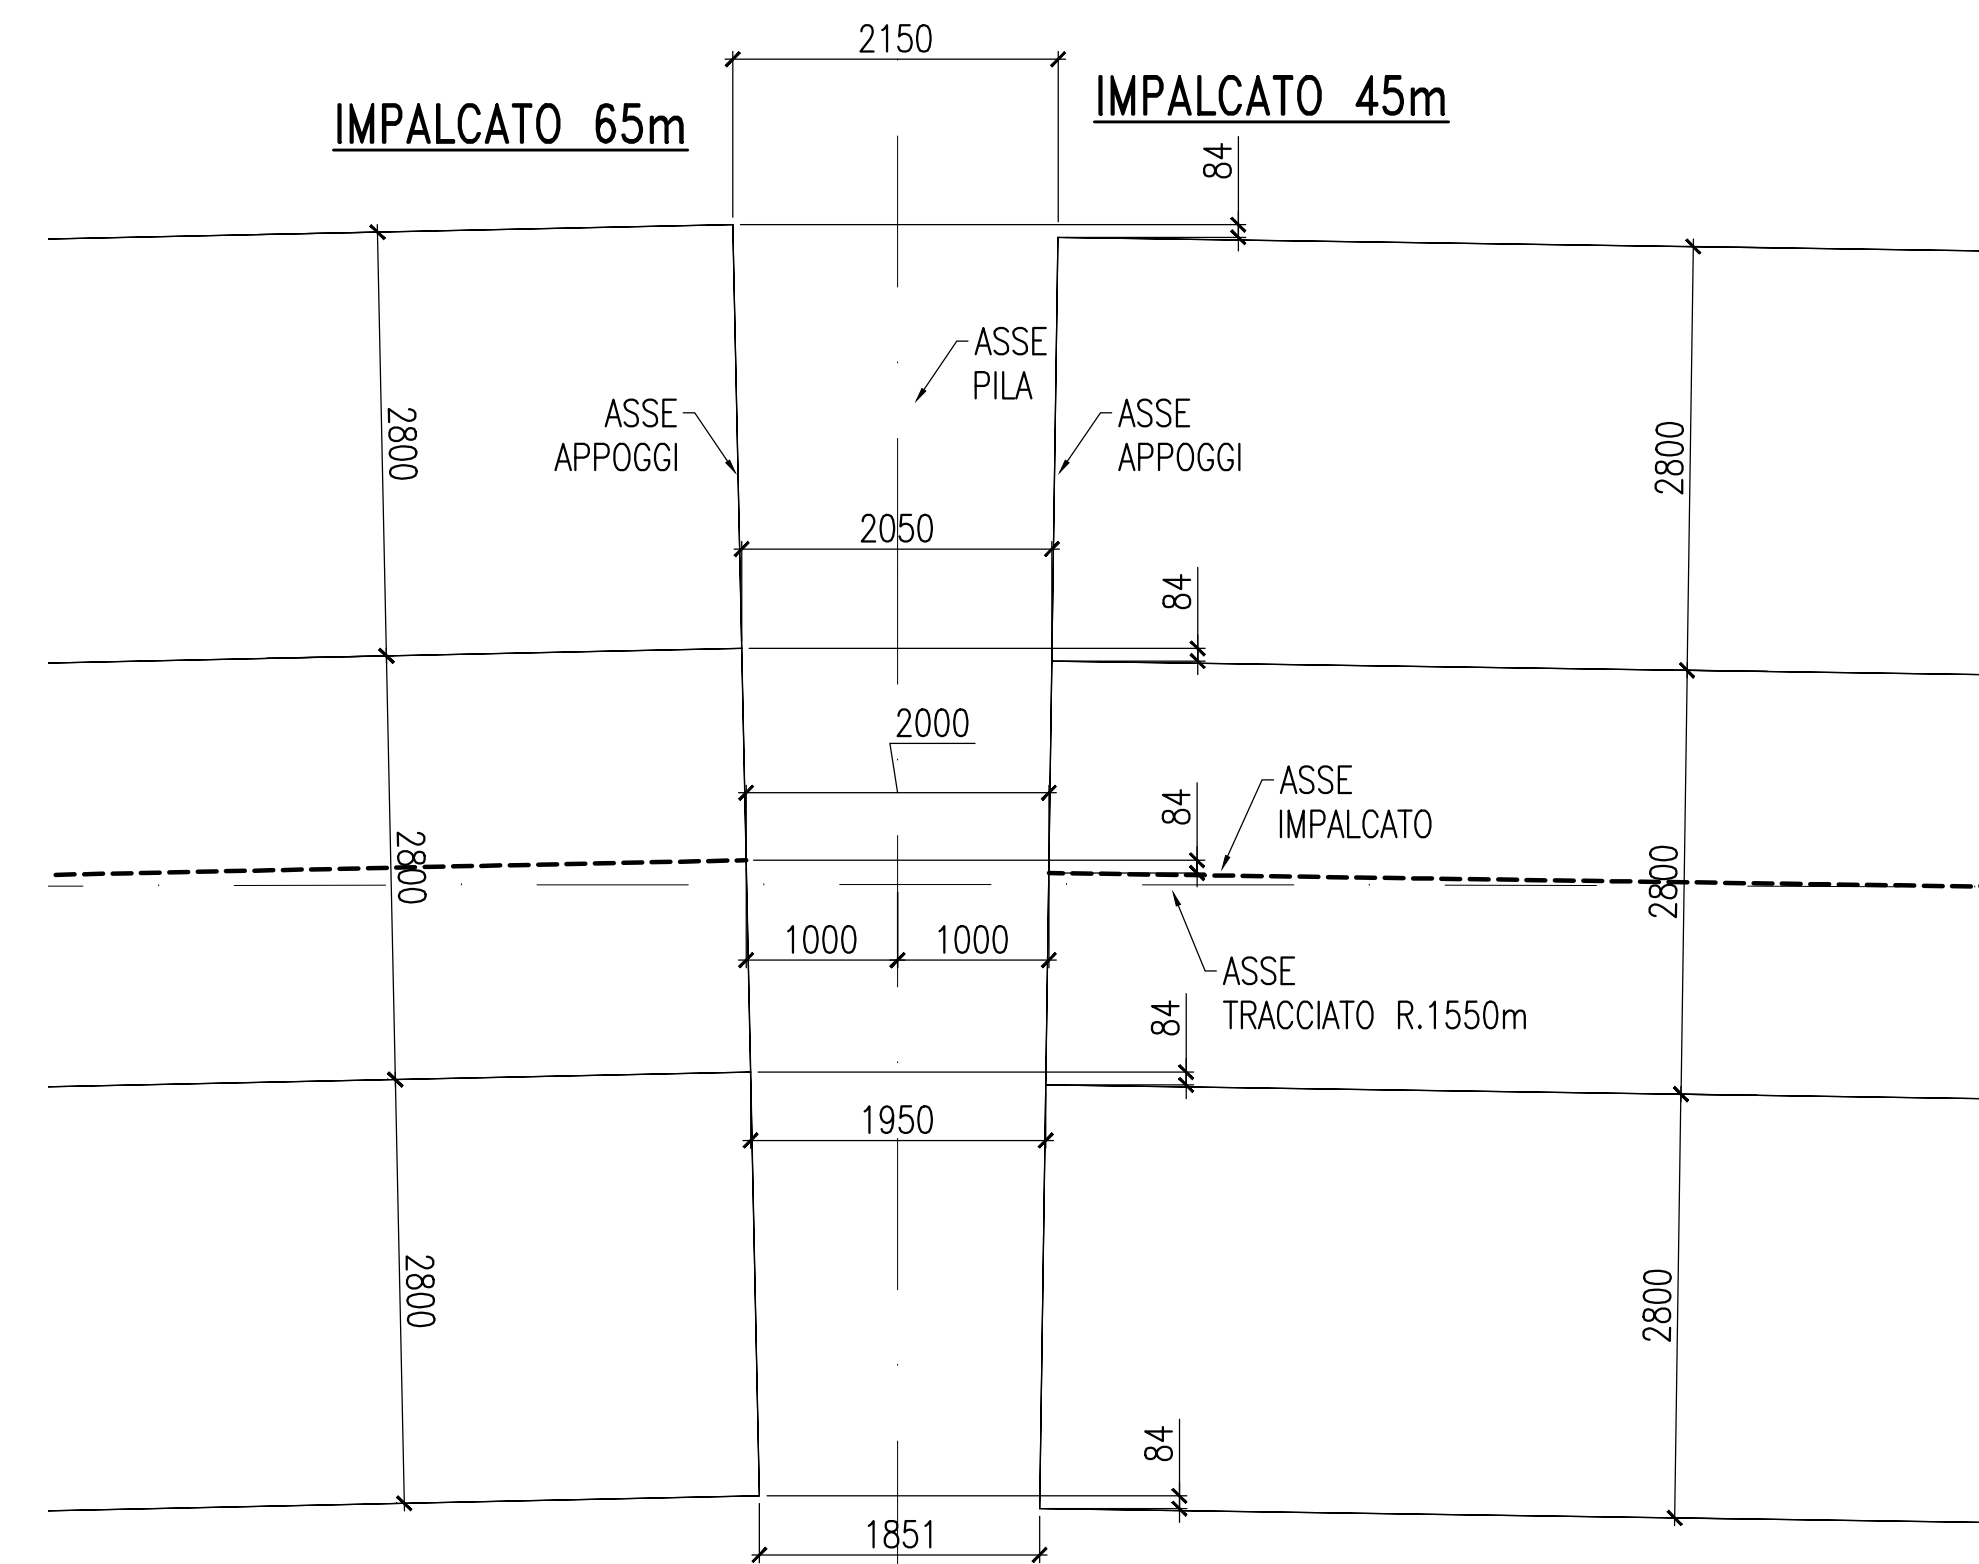 2150
IMPALCATO 65m
IMPALCATO 45m
84
ASSE
PILA
ASSE
APPOGGI
ASSE
APPOGGI
2800
2800
2050
84
2000
ASSE
IMPALCATO
84
2800
2800
1000
1000
ASSE
TRACCIATO R.1550m
84
1950
2800
2800
84
1851